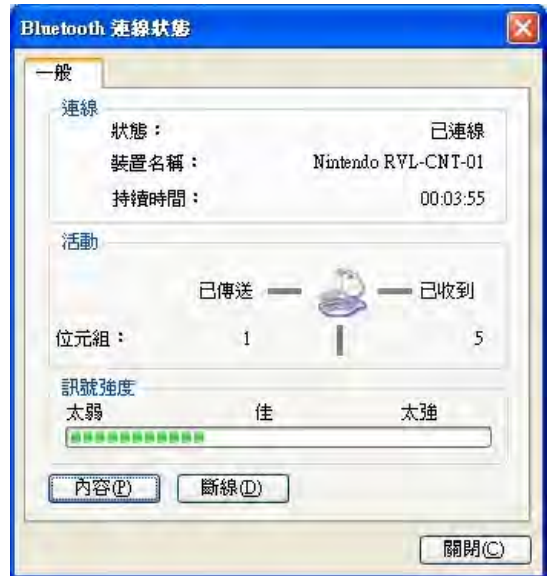 Bluetooth 連線狀態
一般
連線
狀態： 已連線
裝置名稱： Nintendo RVL-CNT-01
持續時間： 00:03:55
活動
已傳送 已收到
位元組： 1 5
訊號強度
太弱 佳 太強
內容(P) 斷線(D)
關閉(C)